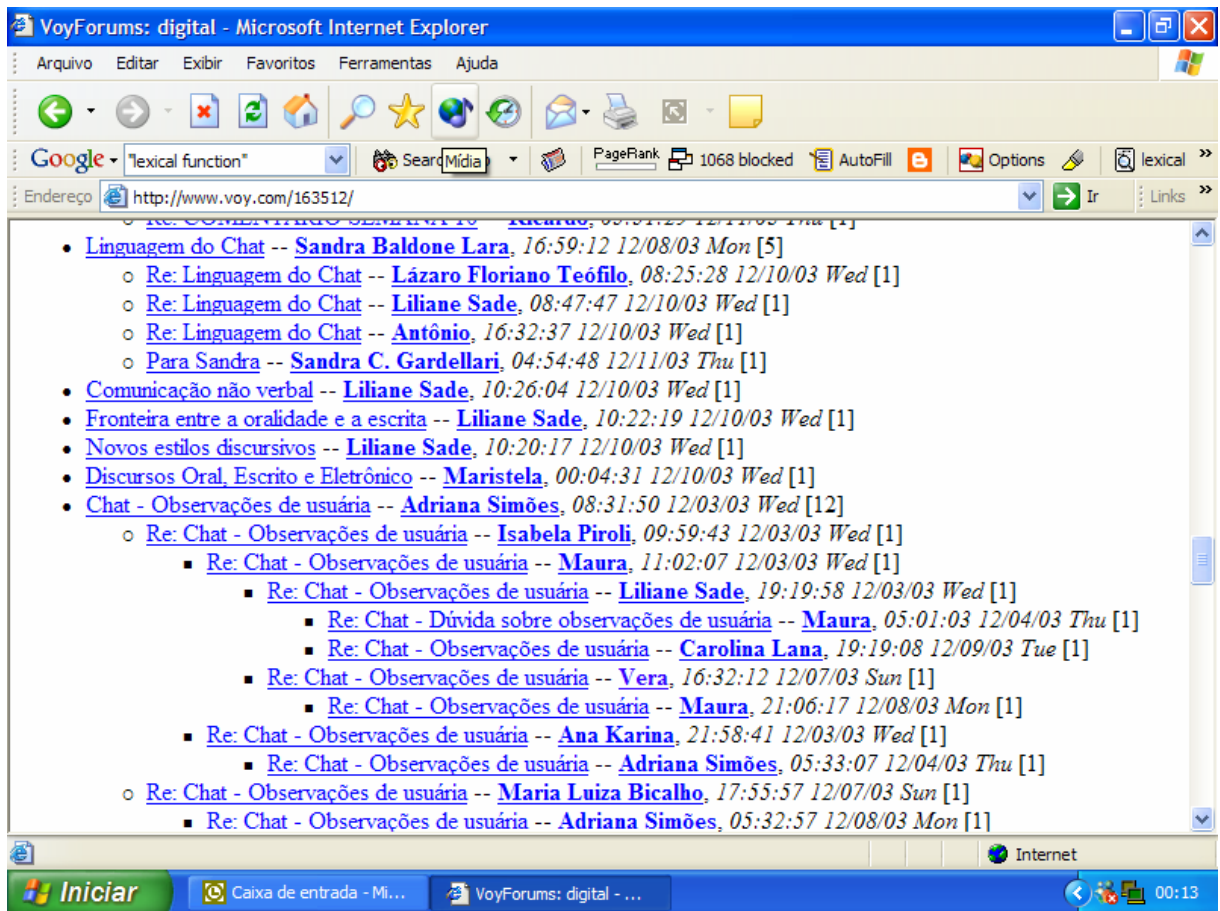 VoyForums: digital - Microsoft Internet Explorer
Arquivo Editar Exibir Favoritos Ferramentas Ajuda
Google "lexical function" Searc Mídia PageRank 1068 blocked AutoFill Options lexical »
Endereço http://www.voy.com/163512/ Ir Links »
Re: COMENTÁRIO SEMANA 10 -- Ricardo, 05:51:29 12/11/03 Thu [1]
• Linguagem do Chat -- Sandra Baldone Lara, 16:59:12 12/08/03 Mon [5]
o Re: Linguagem do Chat -- Lázaro Floriano Teófilo, 08:25:28 12/10/03 Wed [1]
o Re: Linguagem do Chat -- Liliane Sade, 08:47:47 12/10/03 Wed [1]
o Re: Linguagem do Chat -- Antônio, 16:32:37 12/10/03 Wed [1]
o Para Sandra -- Sandra C. Gardellari, 04:54:48 12/11/03 Thu [1]
• Comunicação não verbal -- Liliane Sade, 10:26:04 12/10/03 Wed [1]
• Fronteira entre a oralidade e a escrita -- Liliane Sade, 10:22:19 12/10/03 Wed [1]
• Novos estilos discursivos -- Liliane Sade, 10:20:17 12/10/03 Wed [1]
• Discursos Oral, Escrito e Eletrônico -- Maristela, 00:04:31 12/10/03 Wed [1]
• Chat - Observações de usuária -- Adriana Simões, 08:31:50 12/03/03 Wed [12]
o Re: Chat - Observações de usuária -- Isabela Piroli, 09:59:43 12/03/03 Wed [1]
▪ Re: Chat - Observações de usuária -- Maura, 11:02:07 12/03/03 Wed [1]
▪ Re: Chat - Observações de usuária -- Liliane Sade, 19:19:58 12/03/03 Wed [1]
▪ Re: Chat - Dúvida sobre observações de usuária -- Maura, 05:01:03 12/04/03 Thu [1]
▪ Re: Chat - Observações de usuária -- Carolina Lana, 19:19:08 12/09/03 Tue [1]
▪ Re: Chat - Observações de usuária -- Vera, 16:32:12 12/07/03 Sun [1]
▪ Re: Chat - Observações de usuária -- Maura, 21:06:17 12/08/03 Mon [1]
▪ Re: Chat - Observações de usuária -- Ana Karina, 21:58:41 12/03/03 Wed [1]
▪ Re: Chat - Observações de usuária -- Adriana Simões, 05:33:07 12/04/03 Thu [1]
o Re: Chat - Observações de usuária -- Maria Luiza Bicalho, 17:55:57 12/07/03 Sun [1]
▪ Re: Chat - Observações de usuária -- Adriana Simões, 05:32:57 12/08/03 Mon [1]
Internet
Iniciar Caixa de entrada - Mi... VoyForums: digital - ... 00:13